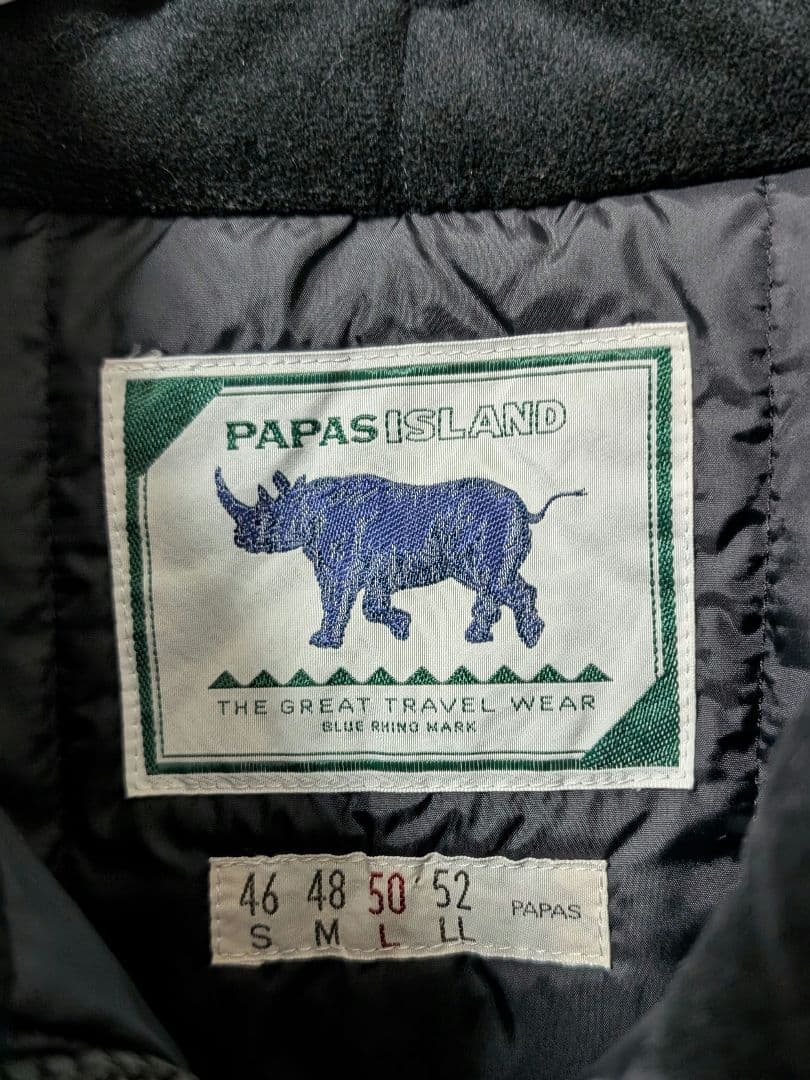 PAPAS ISLAND
THE GREAT TRAVEL WEAR
BLUE RHINO MARK
46 48 50 52 PAPAS
S M L LL